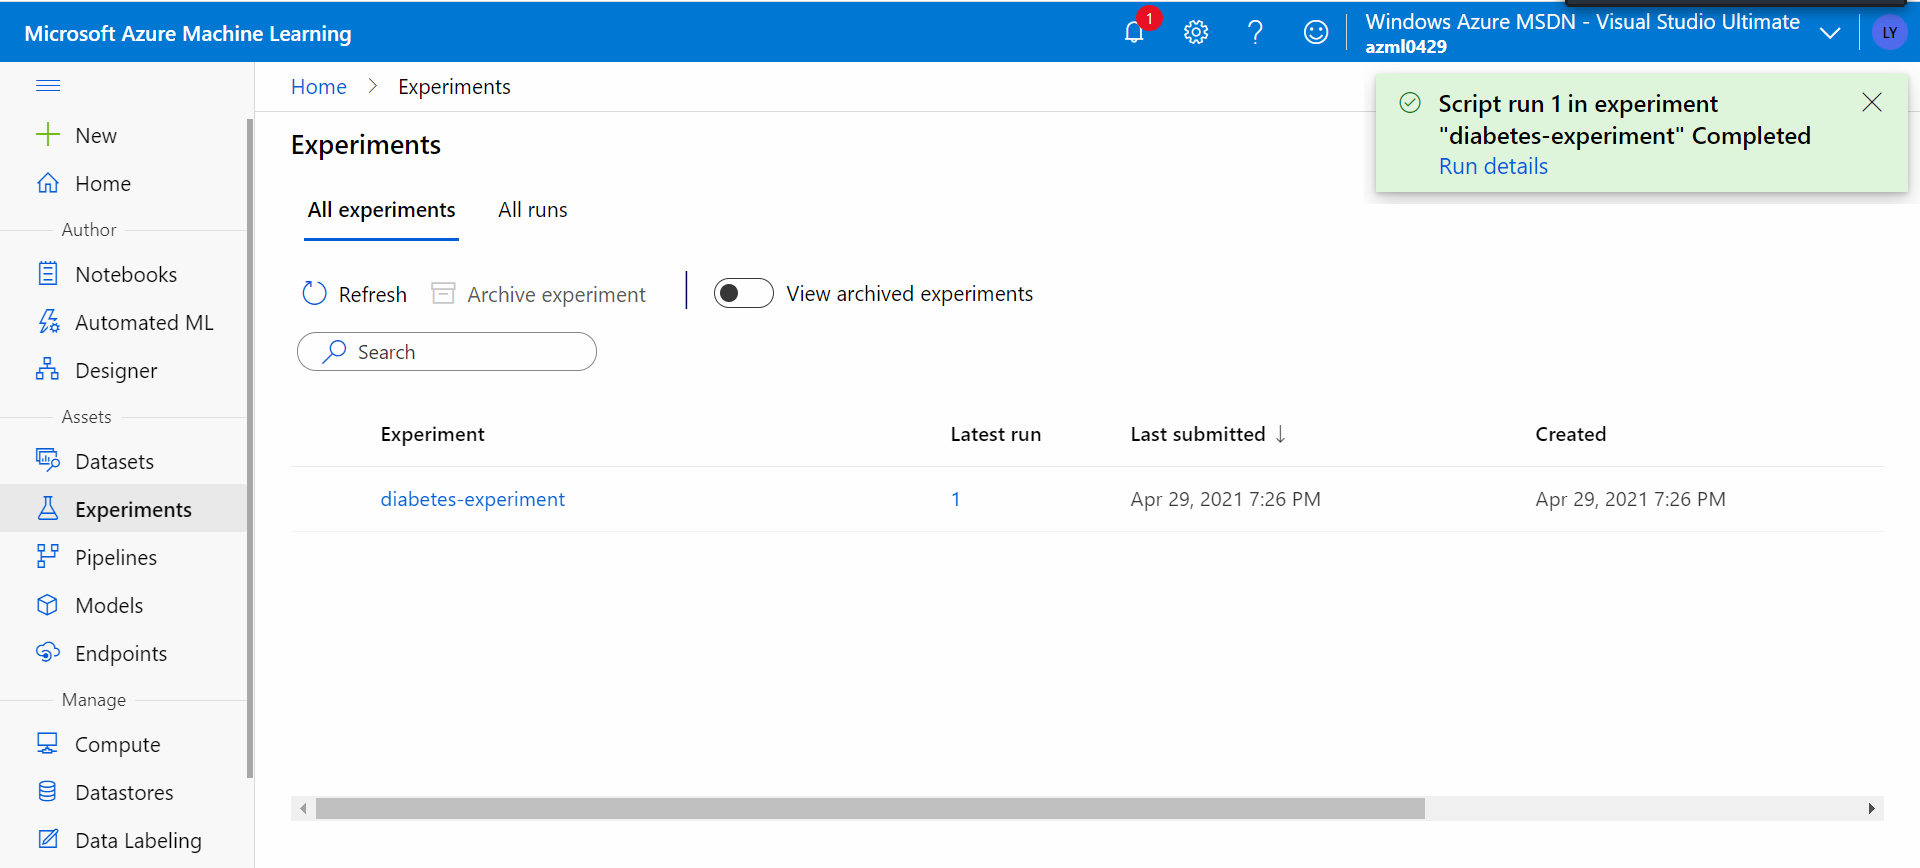 Microsoft Azure Machine Learning
1
Windows Azure MSDN - Visual Studio Ultimate
azml0429
LY
New
Home
Author
Notebooks
Automated ML
Designer
Assets
Datasets
Experiments
Pipelines
Models
Endpoints
Manage
Compute
Datastores
Data Labeling
Home > Experiments
Script run 1 in experiment
"diabetes-experiment" Completed
Run details
Experiments
All experiments All runs
Refresh Archive experiment View archived experiments
Search
Experiment Latest run Last submitted ↓ Created
diabetes-experiment 1 Apr 29, 2021 7:26 PM Apr 29, 2021 7:26 PM